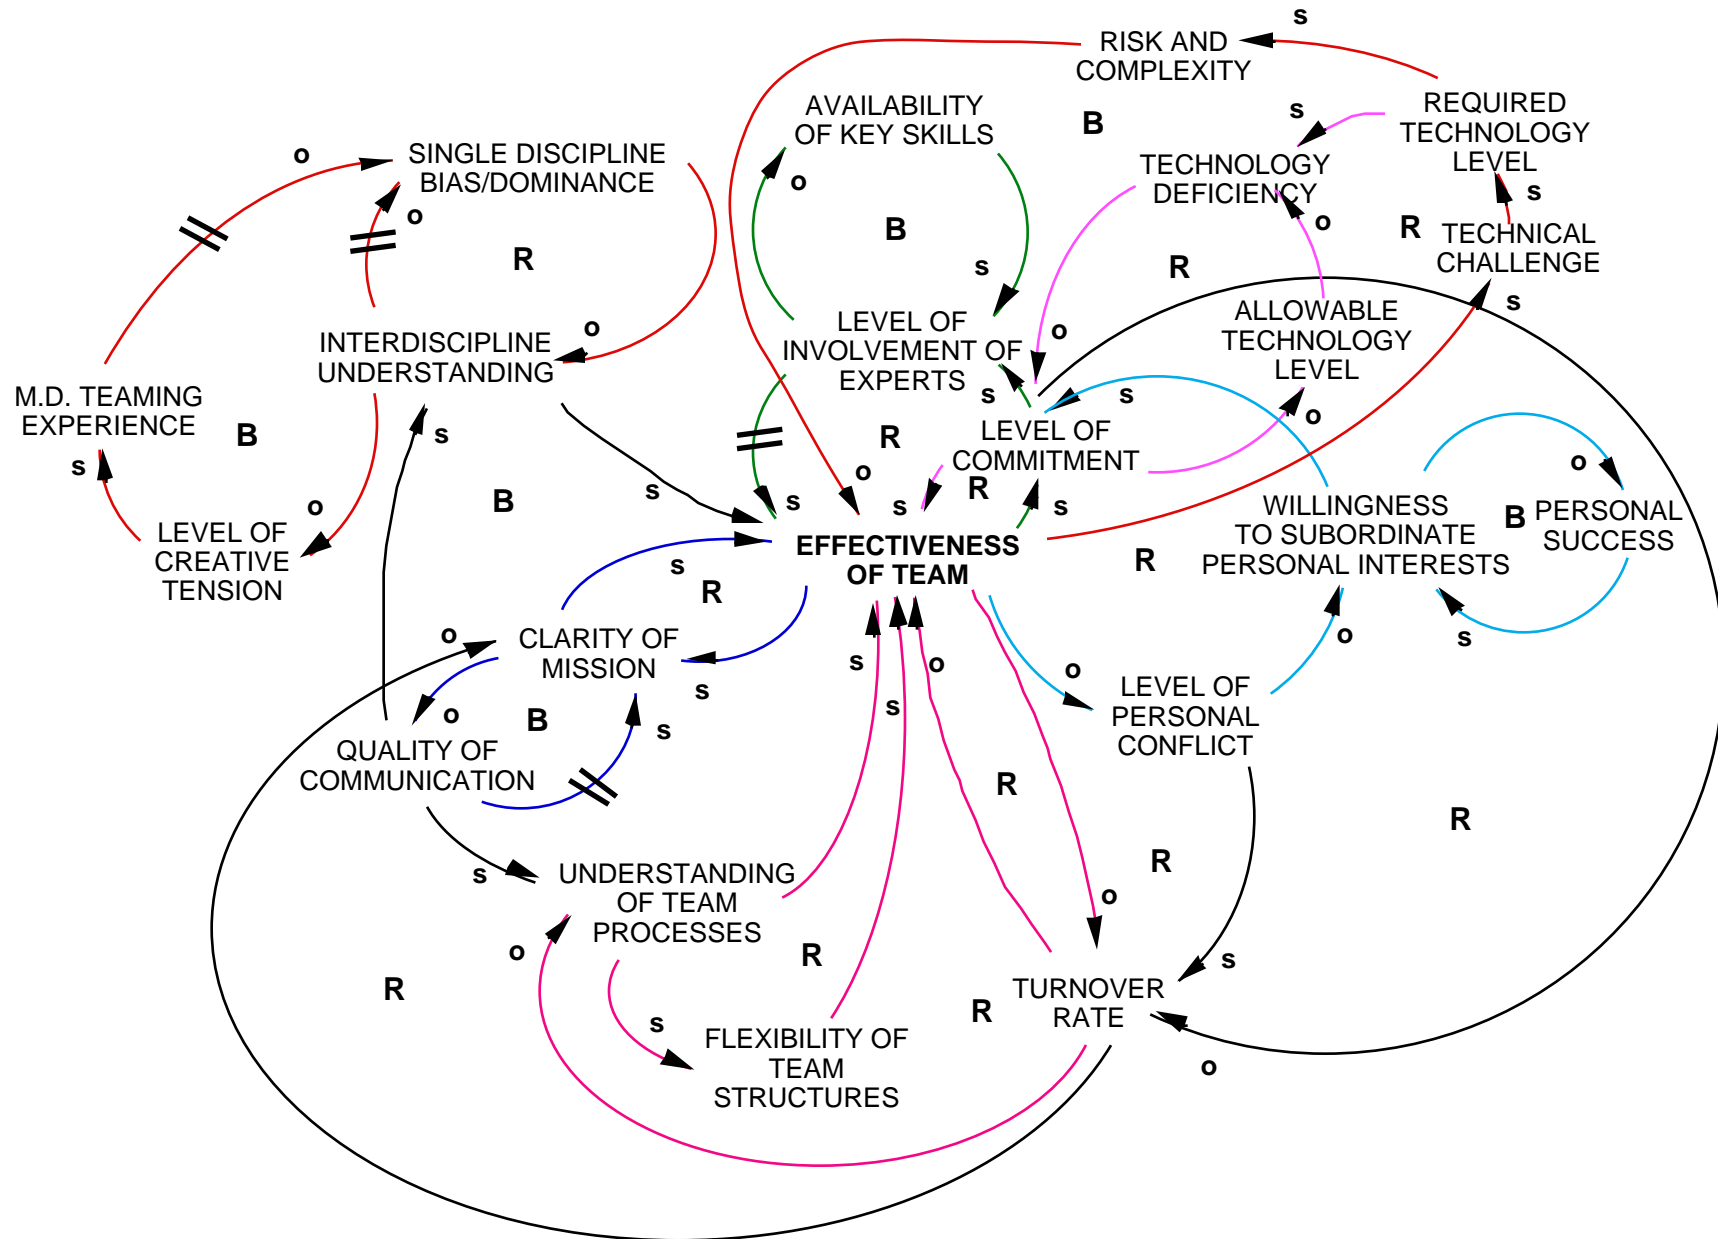 s
RISK AND
COMPLEXITY
AVAILABILITY
OF KEY SKILLS
B
s
REQUIRED
TECHNOLOGY
LEVEL
o
SINGLE DISCIPLINE
BIAS/DOMINANCE
TECHNOLOGY
DEFICIENCY
o
s
o
B
R
o
R
TECHNICAL
CHALLENGE
R
s
R
s
ALLOWABLE
TECHNOLOGY
LEVEL
o
INTERDISCIPLINE
UNDERSTANDING
LEVEL OF
INVOLVEMENT OF
EXPERTS
o
M.D. TEAMING
EXPERIENCE
s
s
o
B
s
R
LEVEL OF
COMMITMENT
s
o
o
s
R
B
s
s
s
s
o
LEVEL OF
CREATIVE
TENSION
EFFECTIVENESS
OF TEAM
WILLINGNESS
TO SUBORDINATE
PERSONAL INTERESTS
B
PERSONAL
SUCCESS
R
s
R
o
CLARITY OF
MISSION
s
o
s
o
o
s
s
LEVEL OF
PERSONAL
CONFLICT
o
B
s
QUALITY OF
COMMUNICATION
R
R
s
UNDERSTANDING
OF TEAM
PROCESSES
R
o
o
R
s
R
TURNOVER
RATE
R
s
FLEXIBILITY OF
TEAM
STRUCTURES
o